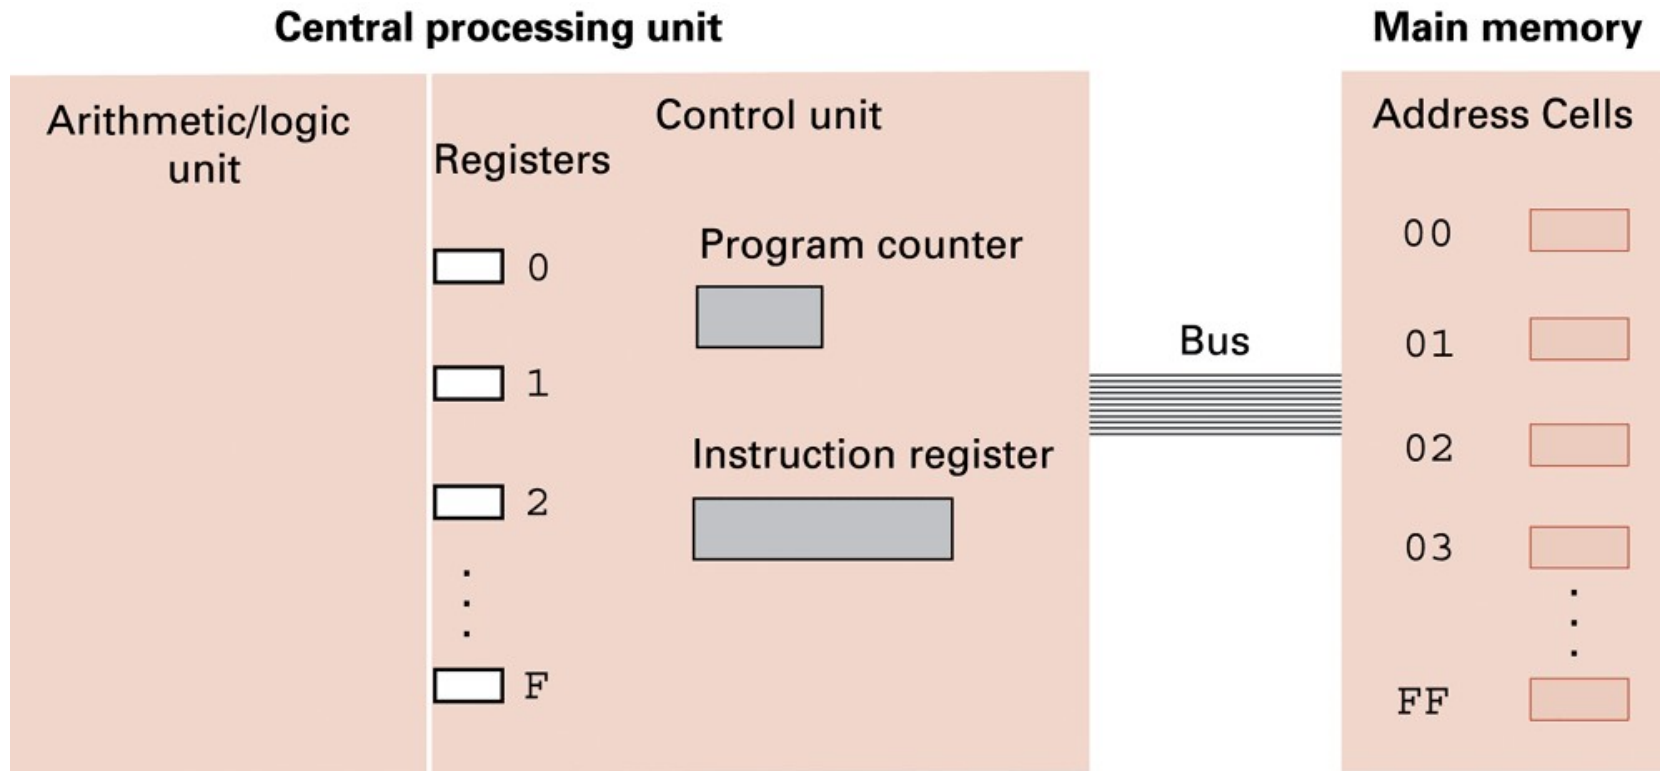 Central processing unit
Main memory
Arithmetic/logic
unit
Control unit
Registers
0
1
2
.
.
.
F
Program counter
Instruction register
Bus
Address Cells
00
01
02
03
.
.
.
FF